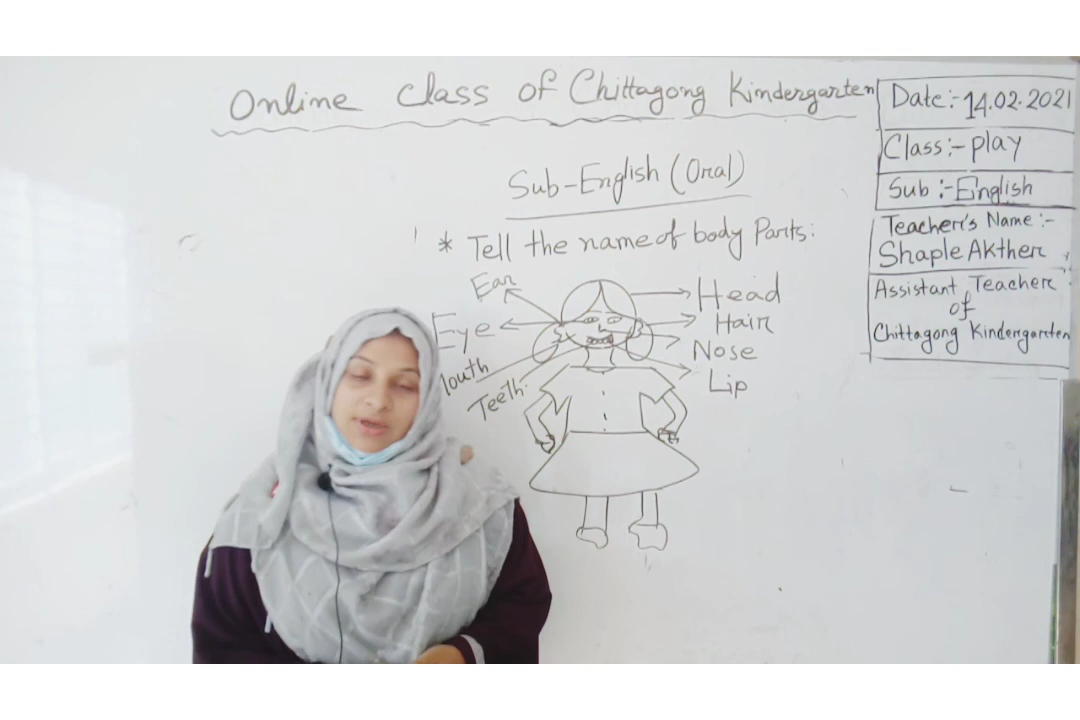 Online Class of Chittagong Kindergarten
Date:-14.02.2021
Class:-play
Sub:-English
Teacher's Name:-
Shaple Akther
Assistant Teacher
of
Chittagong Kindergarten
Sub-English (Oral)
* Tell the name of body Parts:
Ear
Eye
Mouth
Teeth.
Head
Hair
Nose
Lip